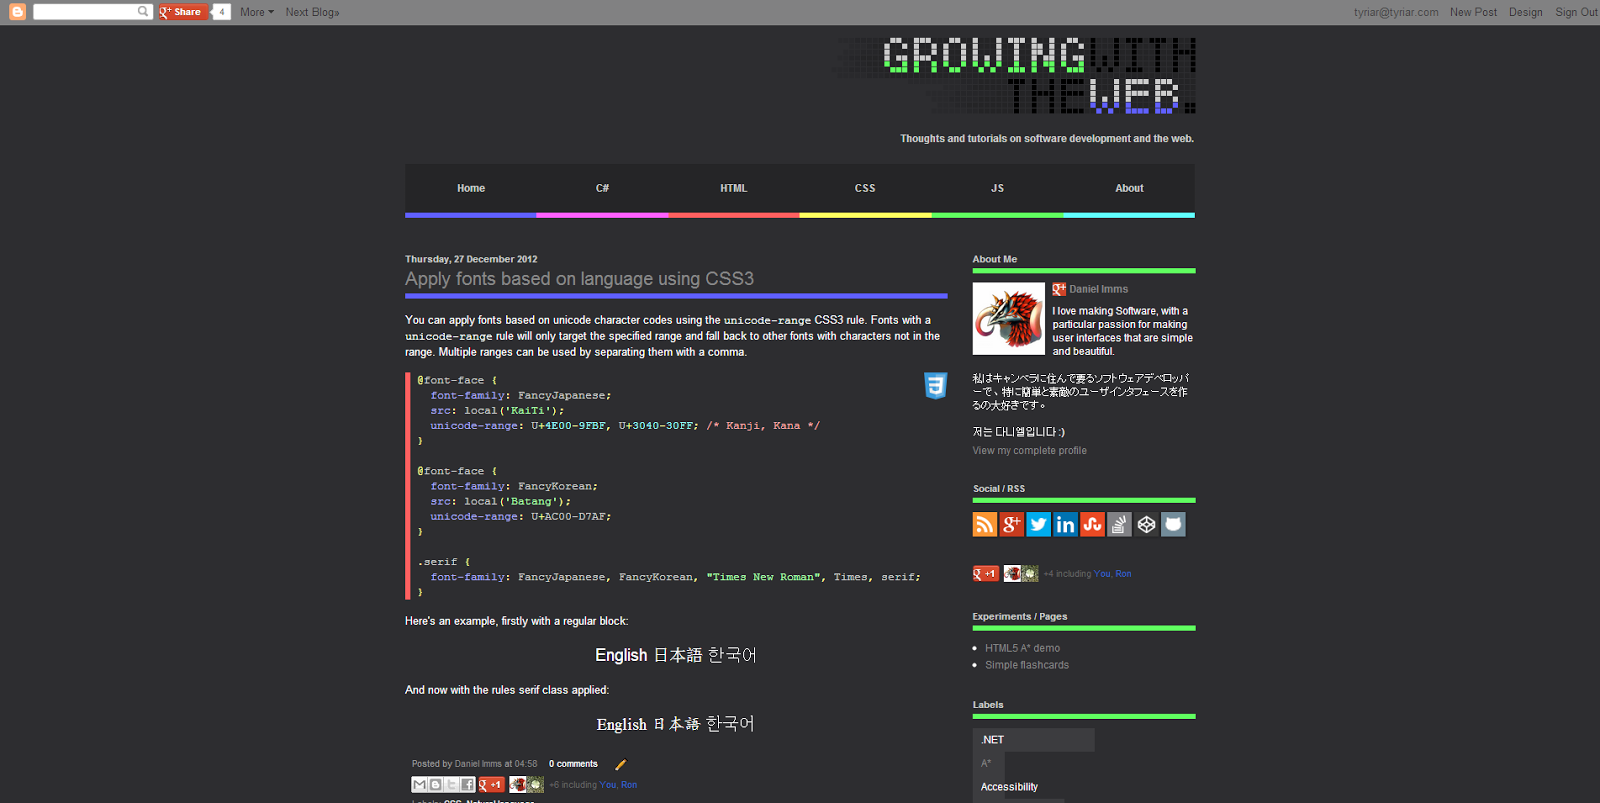 Share 4 More Next Blog» tyriar@tyriar.com New Post Design Sign Out
GROWINGWITH
THEWEB.
Thoughts and tutorials on software development and the web.
Home C# HTML CSS JS About
Thursday, 27 December 2012
Apply fonts based on language using CSS3
You can apply fonts based on unicode character codes using the unicode-range CSS3 rule. Fonts with a
unicode-range rule will only target the specified range and fall back to other fonts with characters not in the
range. Multiple ranges can be used by separating them with a comma.
@font-face {
font-family: FancyJapanese;
src: local('KaiTi');
unicode-range: U+4E00-9FBF, U+3040-30FF; /* Kanji, Kana */
}
@font-face {
font-family: FancyKorean;
src: local('Batang');
unicode-range: U+AC00-D7AF;
}
.serif {
font-family: FancyJapanese, FancyKorean, "Times New Roman", Times, serif;
}
Here's an example, firstly with a regular block:
English 日本語 한국어
And now with the rules serif class applied:
English 日本語 한국어
Posted by Daniel Imms at 04:58 0 comments
+1 +6 including You, Ron
Labels: CSS, NaturalLanguage
About Me
Daniel Imms
I love making Software, with a
particular passion for making
user interfaces that are simple
and beautiful.
私はキャンベラに住んで要るソフトウェアデベロッパ
ーで、特に簡単と素敵のユーザインタフェースを作
るの大好きです。
저는 다니엘입니다 :)
View my complete profile
Social / RSS
+1 +4 including You, Ron
Experiments / Pages
HTML5 A* demo
Simple flashcards
Labels
.NET
A*
Accessibility